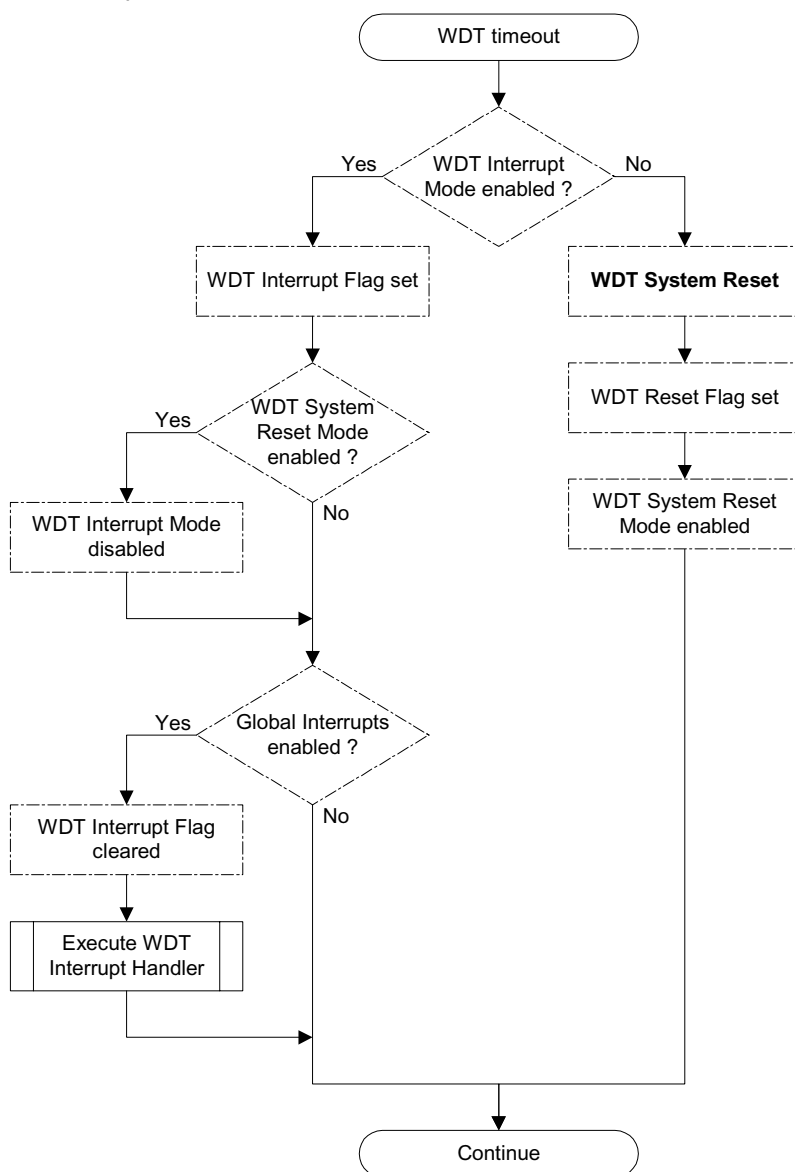 WDT timeout
Yes
WDT Interrupt
Mode enabled ?
No
WDT Interrupt Flag set
WDT System Reset
WDT Reset Flag set
Yes
WDT System
Reset Mode
enabled ?
WDT System Reset
Mode enabled
No
WDT Interrupt Mode
disabled
Yes
Global Interrupts
enabled ?
No
WDT Interrupt Flag
cleared
Execute WDT
Interrupt Handler
Continue